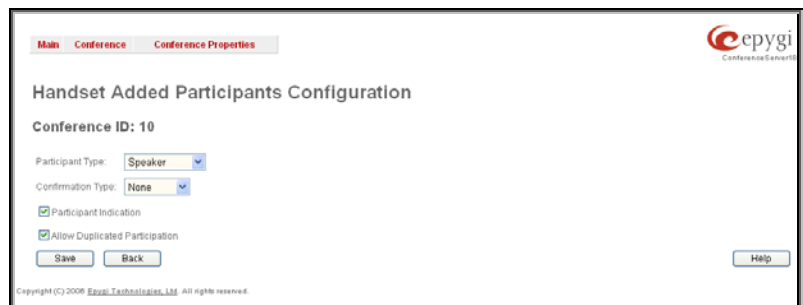 Main Conference Conference Properties
epygi
ConferenceServer18
Handset Added Participants Configuration
Conference ID: 10
Participant Type: Speaker
Confirmation Type: None
Participant Indication
Allow Duplicated Participation
Save Back Help
Copyright (C) 2006 Epygi Technologies, Ltd. All rights reserved.